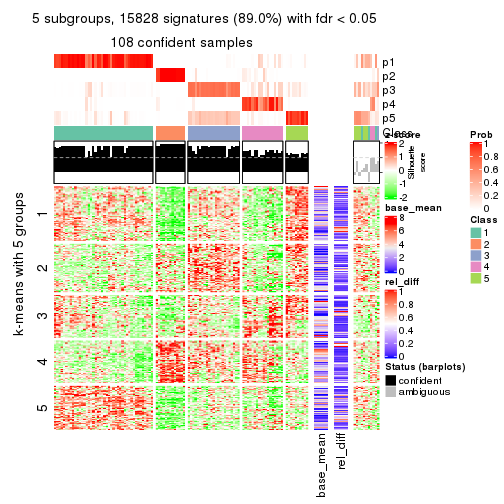 5 subgroups, 15828 signatures (89.0%) with fdr < 0.05
108 confident samples
p1
p2
p3
p4
p5
Class
Silhouette
score
k-means with 5 groups
1
2
3
4
5
base_mean
rel_diff
z-score
2
1
0
-1
-2
base_mean
8
6
4
2
0
rel_diff
1
0.8
0.6
0.4
0.2
0
Status (barplots)
confident
ambiguous
Prob
1
0.8
0.6
0.4
0.2
0
Class
1
2
3
4
5